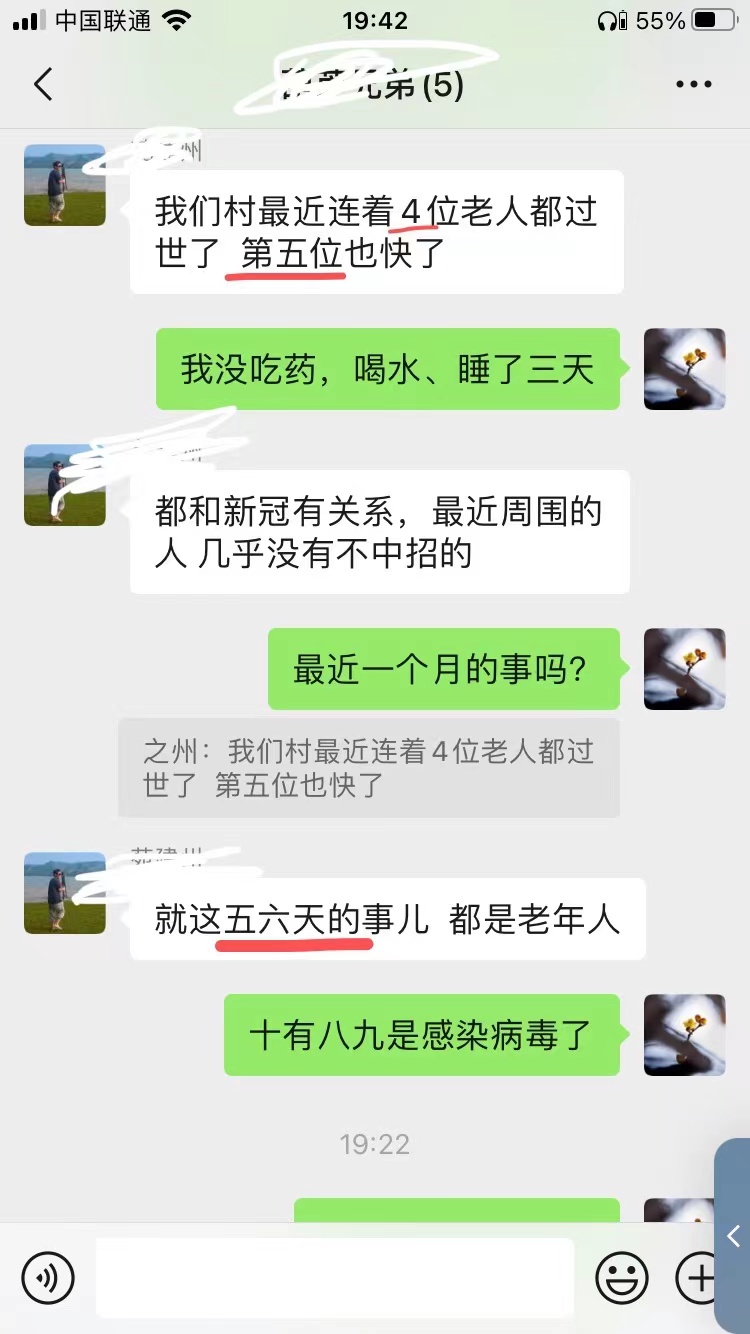 中国联通
19:42
55%
兄弟(5)
州
我们村最近连着4位老人都过
世了 第五位也快了
我没吃药，喝水、睡了三天
都和新冠有关系，最近周围的
人 几乎没有不中招的
最近一个月的事吗?
之州：我们村最近连着4位老人都过
世了 第五位也快了
就这五六天的事儿 都是老年人
十有八九是感染病毒了
19:22